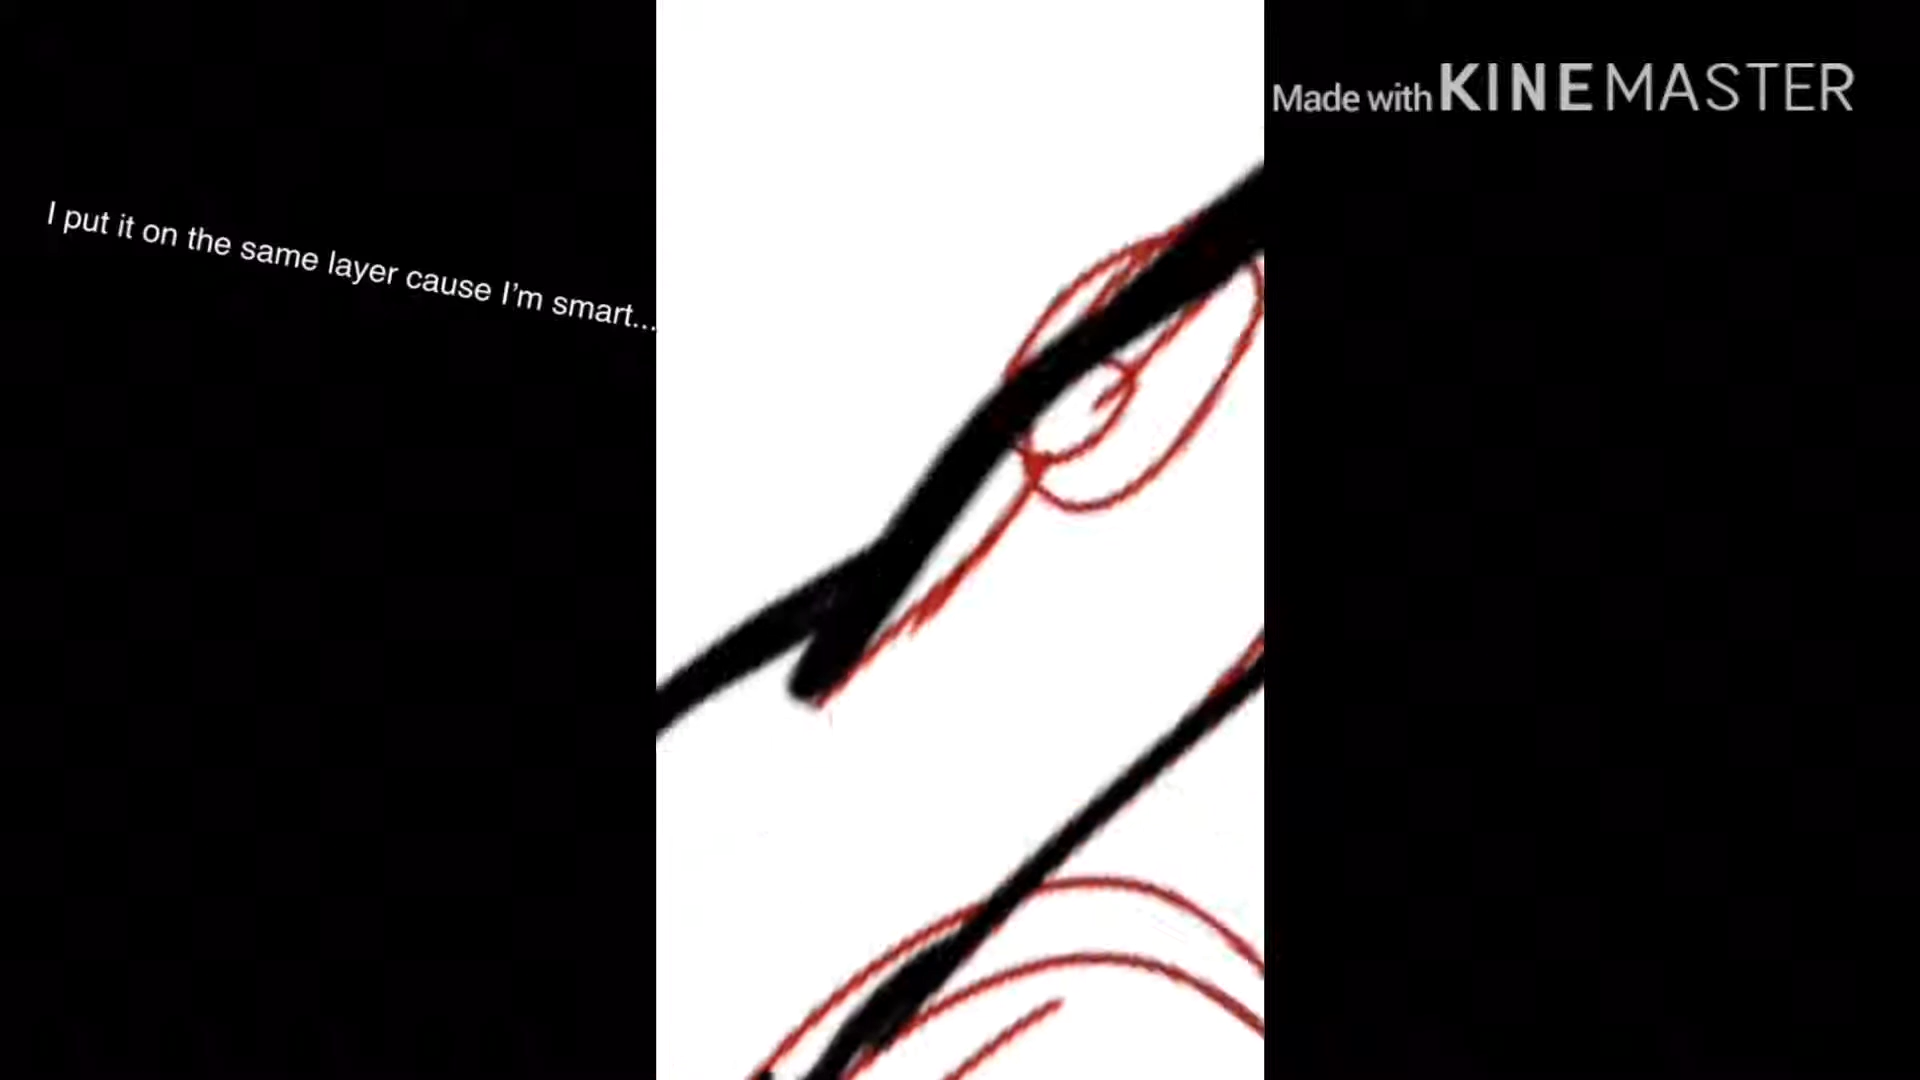 Made with KINEMASTER
I put it on the same layer cause I’m smart...